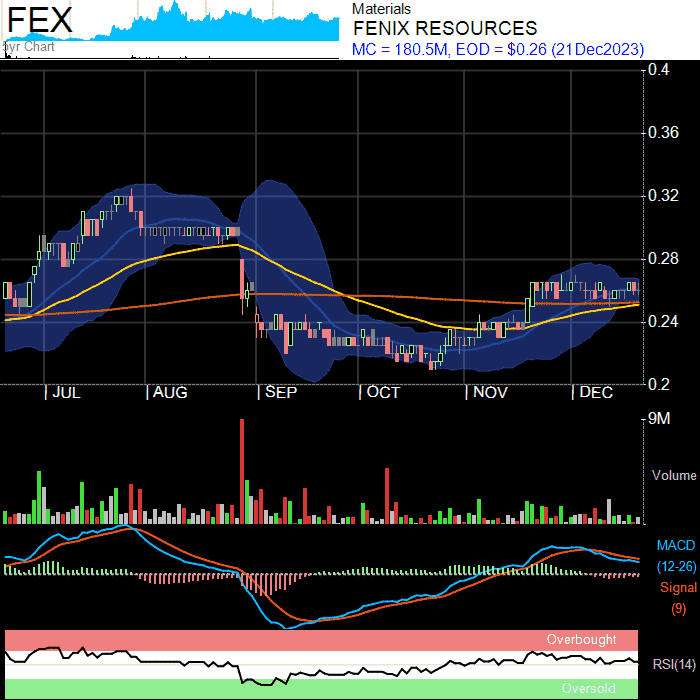 FEX
5yr Chart
Materials
FENIX RESOURCES
MC = 180.5M, EOD = $0.26 (21Dec2023)
0.4
0.36
0.32
0.28
0.24
0.2
JUL AUG SEP OCT NOV DEC
9M
Volume
MACD
(12-26)
Signal
(9)
Overbought
RSI(14)
Oversold